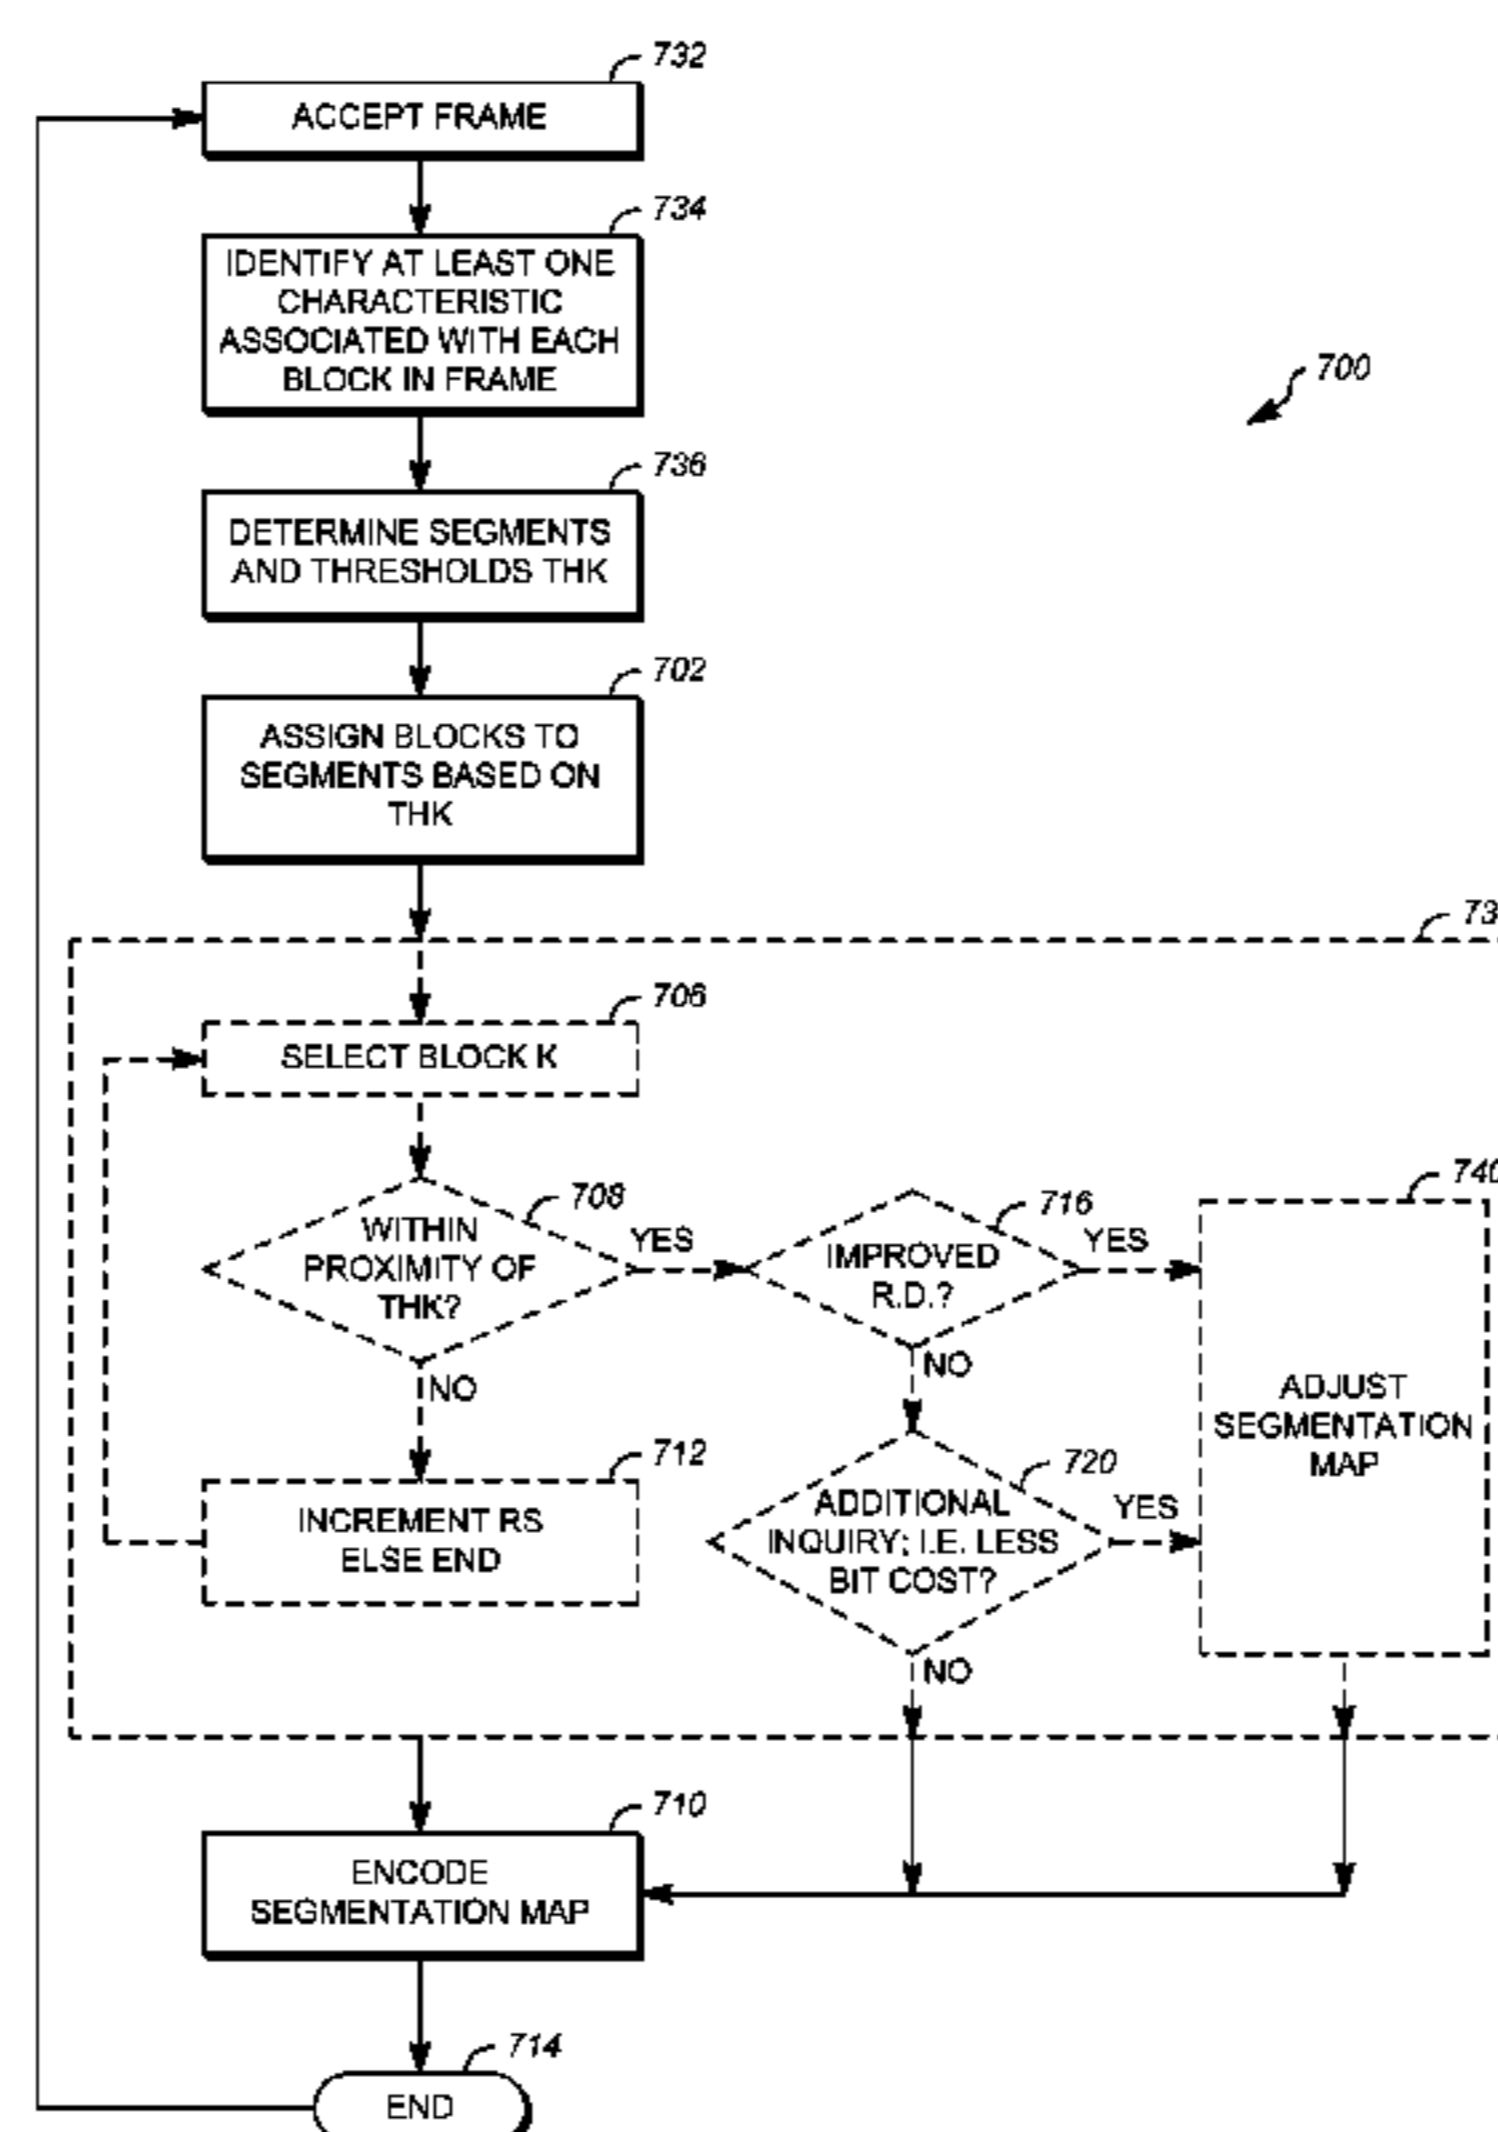 732
ACCEPT FRAME
734
IDENTIFY AT LEAST ONE
CHARACTERISTIC
ASSOCIATED WITH EACH
BLOCK IN FRAME
700
736
DETERMINE SEGMENTS
AND THRESHOLDS THK
702
ASSIGN BLOCKS TO
SEGMENTS BASED ON
THK
73
706
SELECT BLOCK K
708
WITHIN
PROXIMITY OF
THK?
YES
NO
716
IMPROVED
R.D.?
YES
NO
740
ADJUST
SEGMENTATION
MAP
712
INCREMENT RS
ELSE END
720
ADDITIONAL
INQUIRY; I.E. LESS
BIT COST?
YES
NO
710
ENCODE
SEGMENTATION MAP
714
END